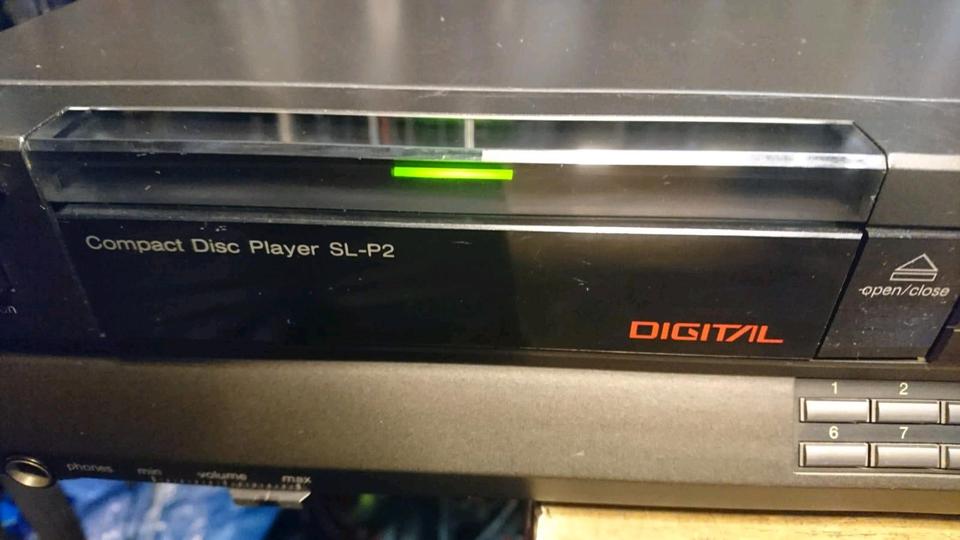 Compact Disc Player SL-P2
open/close
DIGITAL
1 2
6 7
phones min volume max